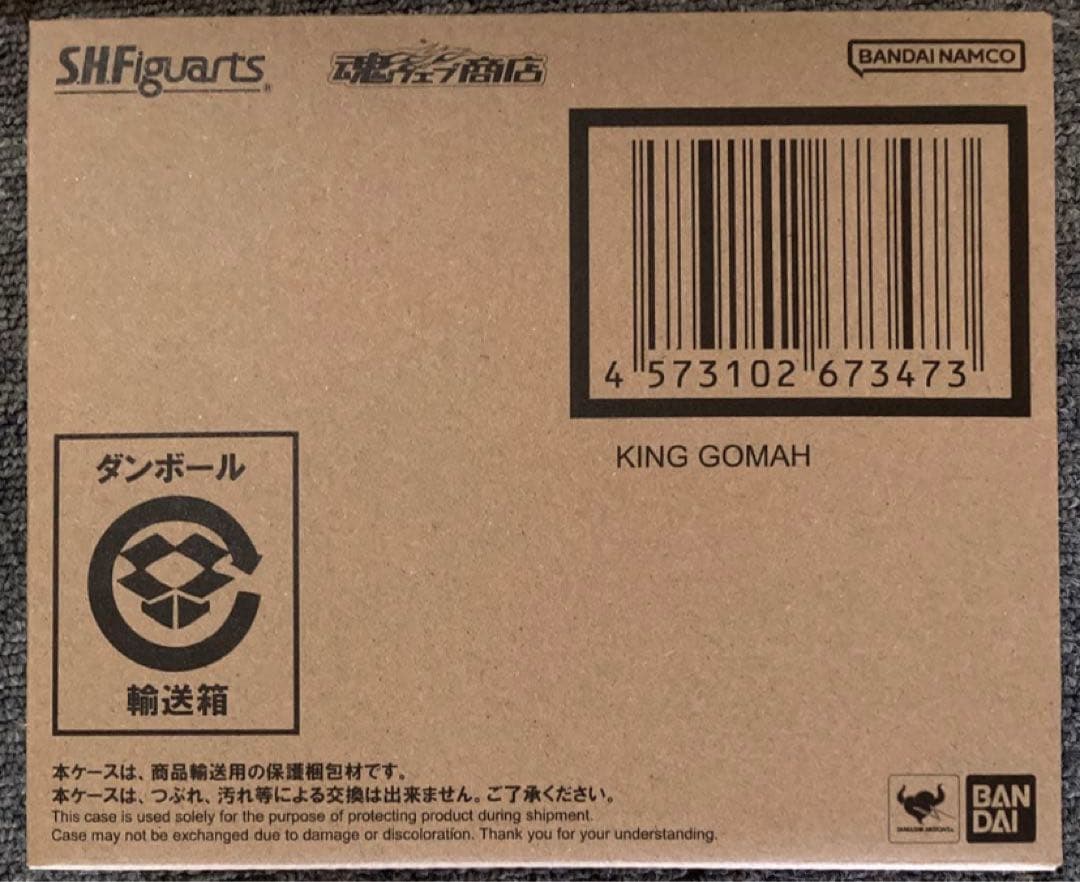 S.H.Figuarts
魂ウェブ商店
BANDAI NAMCO
4 573102 673473
KING GOMAH
ダンボール
輸送箱
本ケースは、商品輸送用の保護梱包材です。
本ケースは、つぶれ、汚れ等による交換は出来ません。ご了承ください。
This case is used solely for the purpose of protecting product during shipment.
Case may not be exchanged due to damage or discoloration. Thank you for your understanding.
TAMASHII NATIONS
BAN
DAI